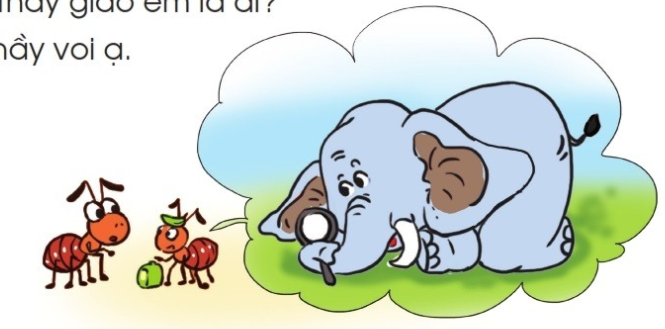 giáo em là ai?
voi ạ.